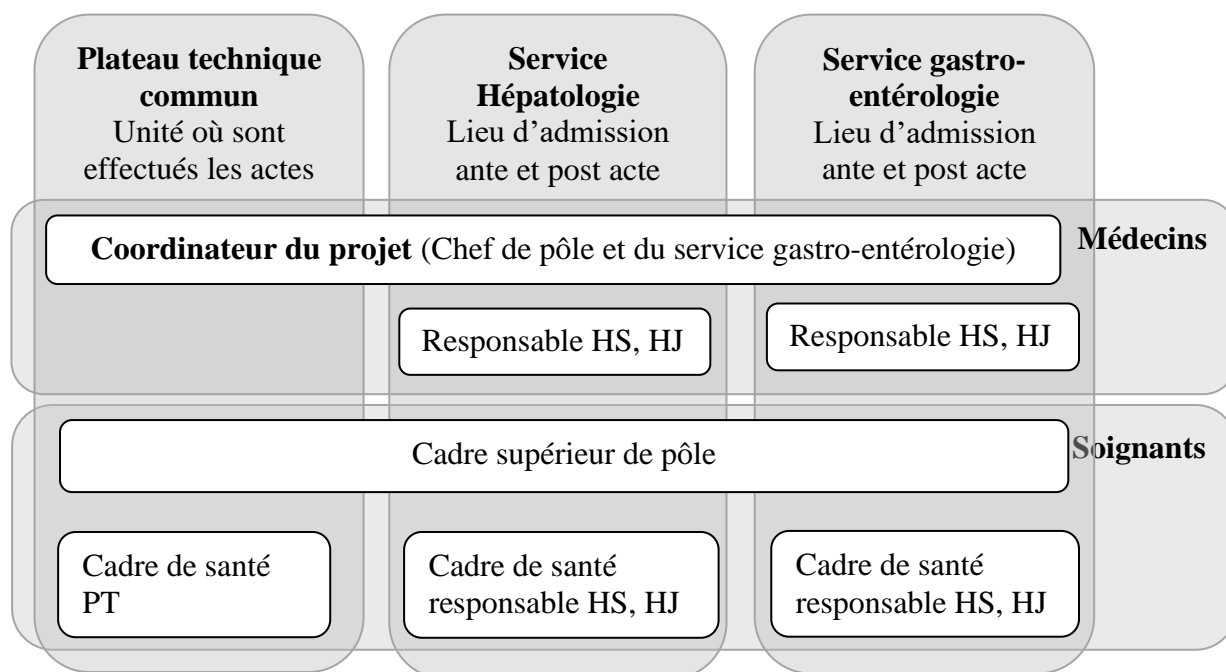 Plateau technique
commun
Unité où sont
effectués les actes
Service
Hépatologie
Lieu d’admission
ante et post acte
Service gastro-
entérologie
Lieu d’admission
ante et post acte
Coordinateur du projet (Chef de pôle et du service gastro-entérologie)
Médecins
Responsable HS, HJ
Responsable HS, HJ
Cadre supérieur de pôle
Soignants
Cadre de santé
PT
Cadre de santé
responsable HS, HJ
Cadre de santé
responsable HS, HJ